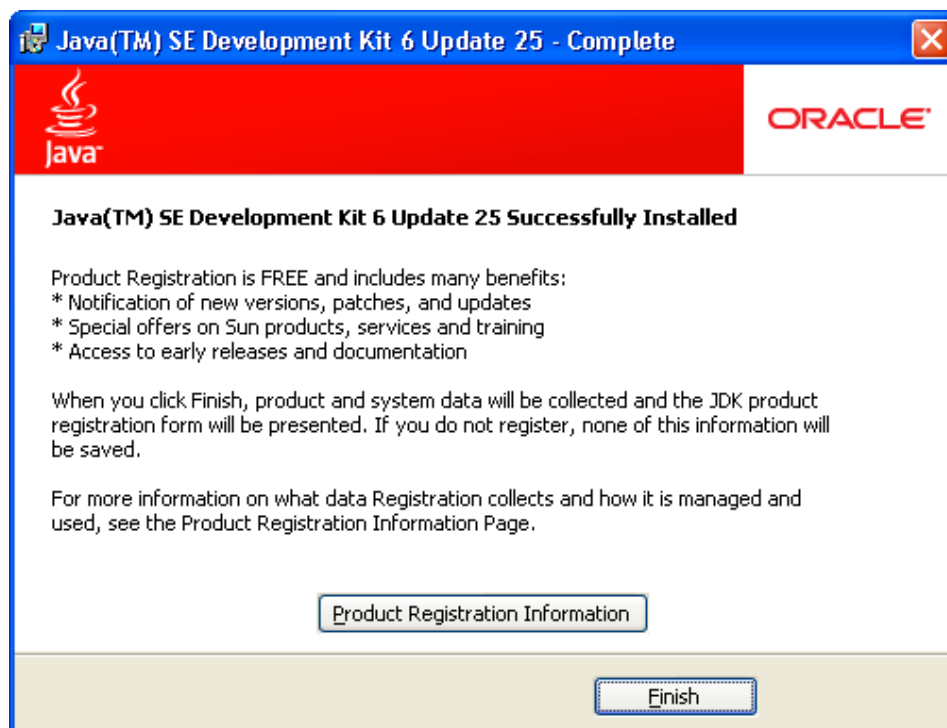 Java(TM) SE Development Kit 6 Update 25 - Complete
Java™
ORACLE®
Java(TM) SE Development Kit 6 Update 25 Successfully Installed
Product Registration is FREE and includes many benefits:
* Notification of new versions, patches, and updates
* Special offers on Sun products, services and training
* Access to early releases and documentation
When you click Finish, product and system data will be collected and the JDK product
registration form will be presented. If you do not register, none of this information will
be saved.
For more information on what data Registration collects and how it is managed and
used, see the Product Registration Information Page.
Product Registration Information
Finish